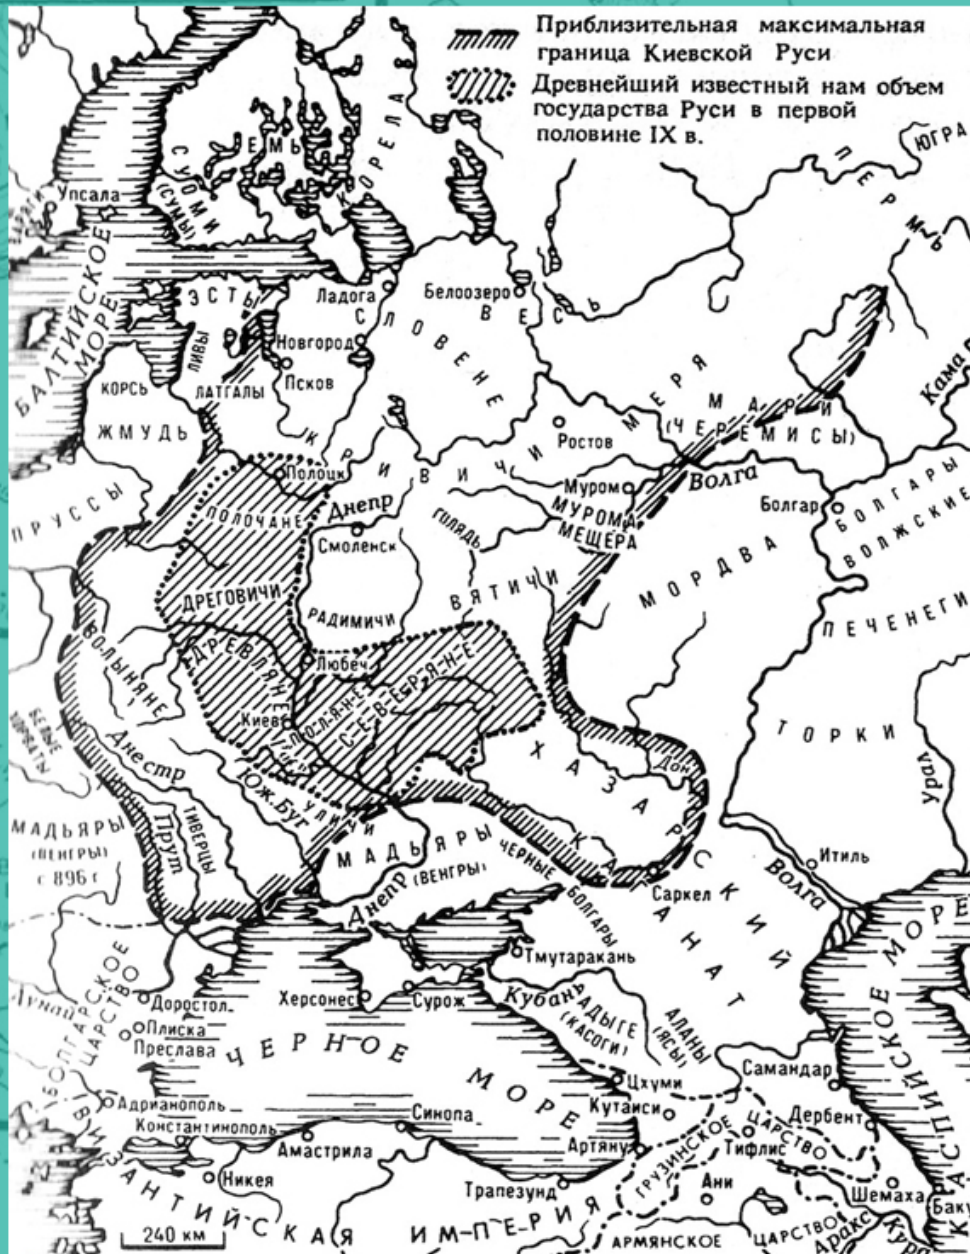 Приблизительная максимальная
граница Киевской Руси
Древнейший известный нам объем
государства Руси в первой
половине IX в.
ЮГРА
ПЕРМЬ
ЕМЬ
КОРЕЛА
СУОМИ
(СУМЬ)
Упсала
БАЛТИЙСКОЕ
МОРЕ
ЭСТЫ
Ладога
Белоозеро
ВЕСЬ
СЛОВЕНЕ
Новгород
ЛИВЫ
Псков
КОРСЬ
ЛАТГАЛЫ
ЖМУДЬ
МЕРЯ
МАРИ
(ЧЕРЕМИСЫ)
Кама
Ростов
КРИВИЧИ
Полоцк
Волга
Муром
МУРОМА
МЕЩЕРА
Болгар
БОЛГАРЫ
ВОЛЖСКИЕ
ПРУССЫ
ПОЛОЧАНЕ
Днепр
Смоленск
ГОЛЯДЬ
МОРДВА
ДРЕГОВИЧИ
РАДИМИЧИ
ВЯТИЧИ
ПЕЧЕНЕГИ
ВОЛЫНЯНЕ
ДРЕВЛЯНЕ
Любеч
ПОЛЯНЕ
СЕВЕРЯНЕ
Киев
БЕЛЫЕ
ХОРВАТЫ
ТОРКИ
Днестр
Юж. Буг
УЛИЧИ
ХАЗАРСКИЙ
КАГАНАТ
Дон
Урал
МАДЬЯРЫ
(ВЕНГРЫ)
с 896 г
Прут
ТИВЕРЦЫ
МАДЬЯРЫ
(ВЕНГРЫ)
Днепр
ЧЕРНЫЕ
БОЛГАРЫ
Саркел
Итиль
Волга
Тмутаракань
Дунай
БОЛГАРСКОЕ
ЦАРСТВО
Доростол
Плиска
Преслава
Херсонес
Сурож
Кубань
АДЫГЕ
(КАСОГИ)
АЛАНЫ
(ЯСЫ)
КАСПИЙСКОЕ МОРЕ
ЧЕРНОЕ МОРЕ
Цхуми
Самандар
Адрианополь
Константинополь
Синопа
Амастрила
Кутаиси
Дербент
Артяну
ГРУЗИНСКОЕ
ЦАРСТВО
Тифлис
Никея
Трапезунд
Ани
Шемаха
Баку
ВИЗАНТИЙСКАЯ ИМПЕРИЯ
АРМЯНСКОЕ ЦАРСТВО
Аракс
Кура
240 км